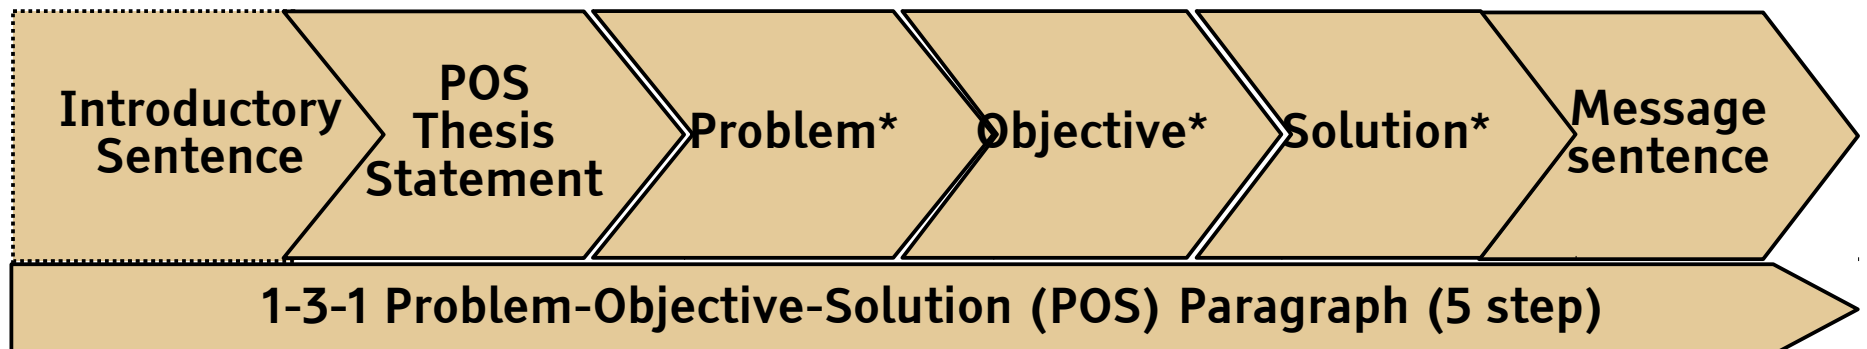 Introductory
Sentence
POS
Thesis
Statement
Problem*
Objective*
Solution*
Message
sentence
1-3-1 Problem-Objective-Solution (POS) Paragraph (5 step)